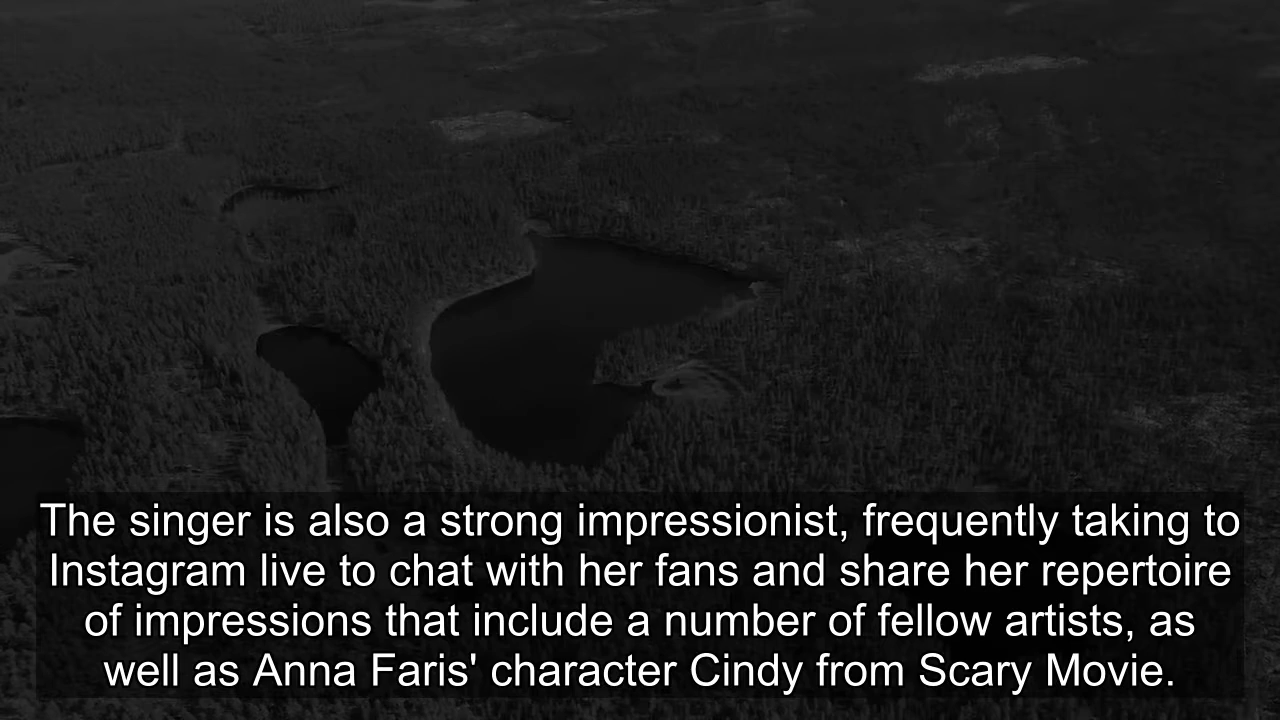 The singer is also a strong impressionist, frequently taking to
Instagram live to chat with her fans and share her repertoire
of impressions that include a number of fellow artists, as
well as Anna Faris' character Cindy from Scary Movie.